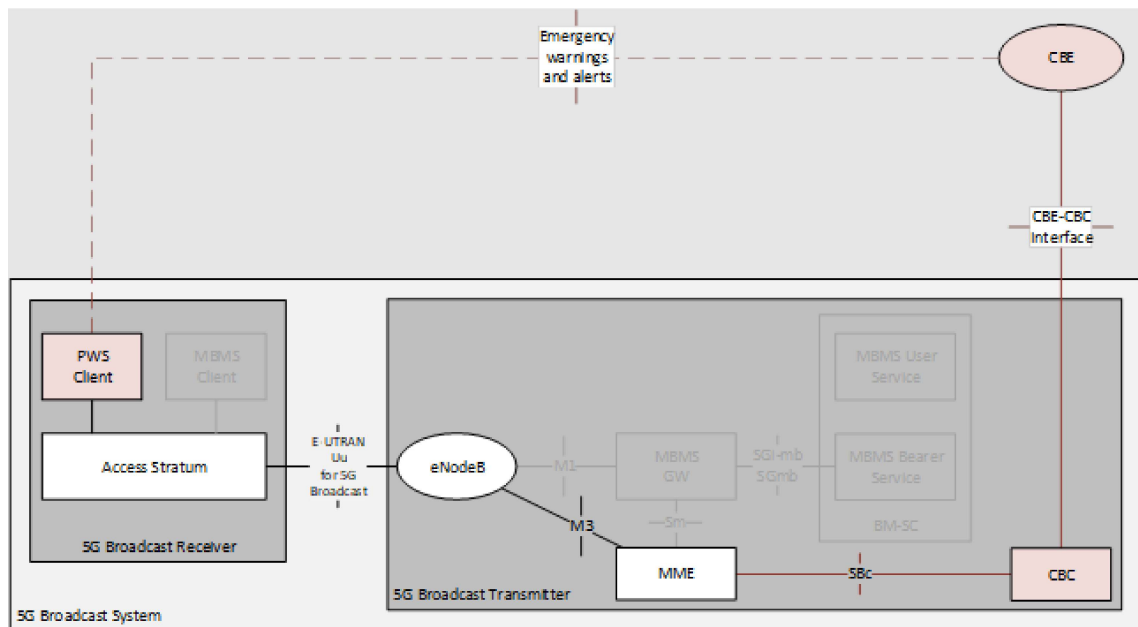 Emergency
warnings
and alerts
CBE
CBE-CBC
Interface
PWS
Client
MBMS
Client
Access Stratum
5G Broadcast Receiver
E-UTRAN
Uu
for 5G
Broadcast
eNodeB
M1
MBMS
GW
SGi-mb
SGmb
MBMS User
Service
MBMS Bearer
Service
BM-SC
M3
Sm
MME
SBc
CBC
5G Broadcast Transmitter
5G Broadcast System